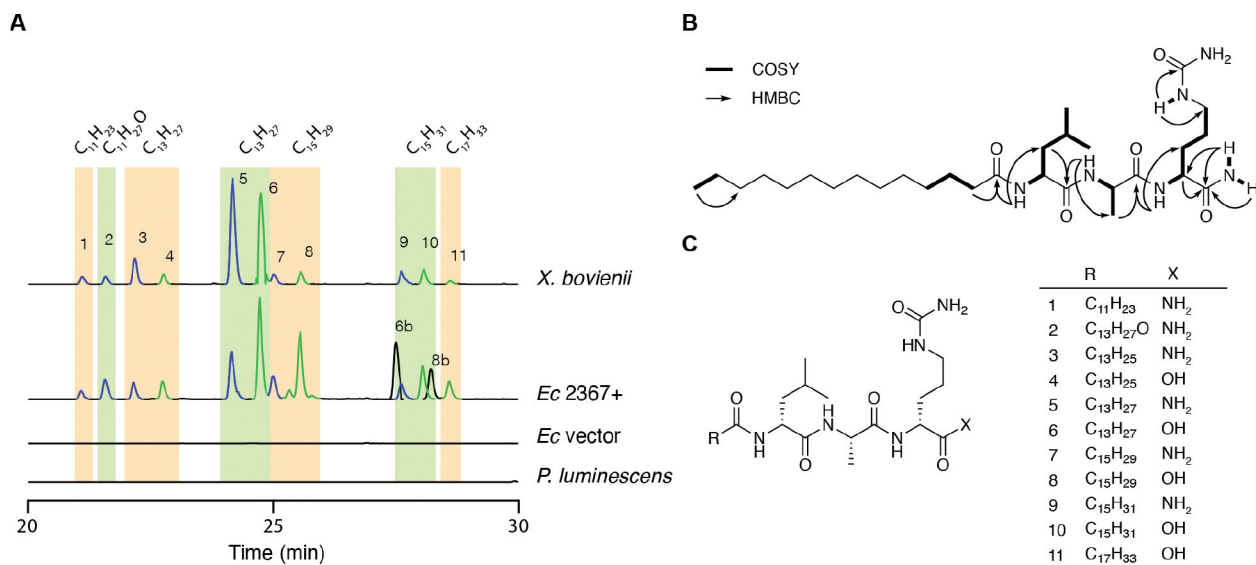 A
C₁₁H₂₃
C₁₁H₂₇O
C₁₃H₂₇
C₁₃H₂₇
C₁₅H₂₉
C₁₅H₃₁
C₁₇H₃₃
1
2
3
4
5
6
7
8
9
10
11
X. bovienii
6b
8b
Ec 2367+
Ec vector
P. luminescens
20
25
30
Time (min)
B
COSY
HMBC
O
NH₂
N
H
O
N
H
O
H
N
O
N
H
O
H
N
H
C
O
NH₂
HN
O
R
N
H
O
H
N
O
N
H
X
O
R X
1 C₁₁H₂₃ NH₂
2 C₁₃H₂₇O NH₂
3 C₁₃H₂₅ NH₂
4 C₁₃H₂₅ OH
5 C₁₃H₂₇ NH₂
6 C₁₃H₂₇ OH
7 C₁₅H₂₉ NH₂
8 C₁₅H₂₉ OH
9 C₁₅H₃₁ NH₂
10 C₁₅H₃₁ OH
11 C₁₇H₃₃ OH